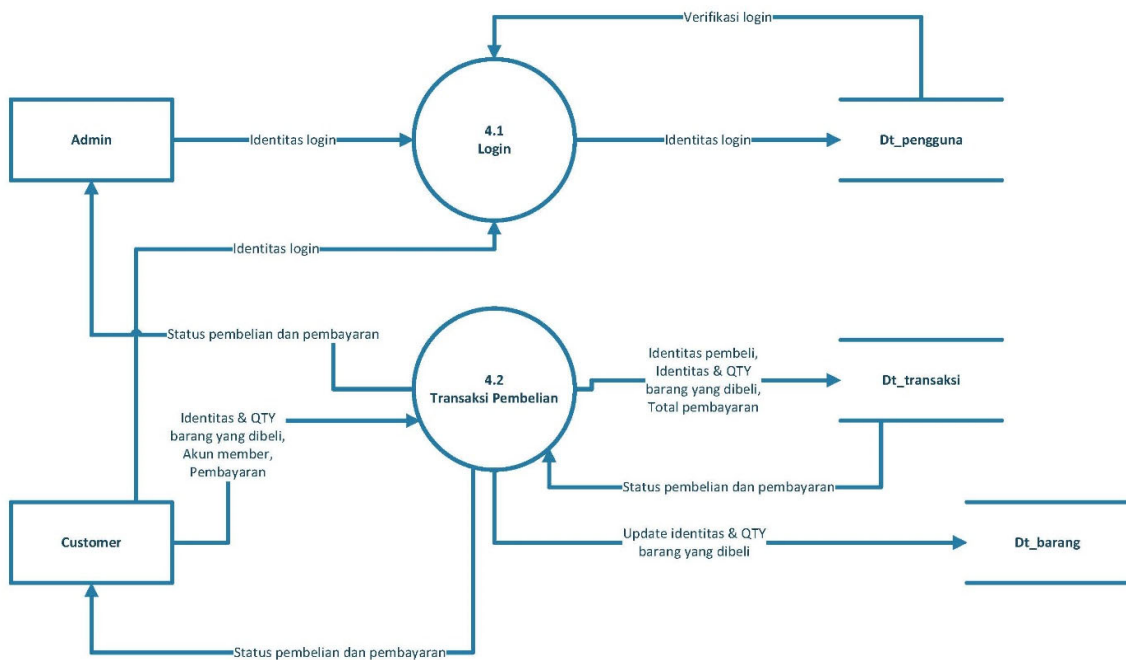 Verifikasi login
Admin
Identitas login
4.1
Login
Identitas login
Dt_pengguna
Identitas login
Status pembelian dan pembayaran
4.2
Transaksi Pembelian
Identitas pembeli,
Identitas & QTY
barang yang dibeli,
Total pembayaran
Dt_transaksi
Identitas & QTY
barang yang dibeli,
Akun member,
Pembayaran
Status pembelian dan pembayaran
Customer
Update identitas & QTY
barang yang dibeli
Dt_barang
Status pembelian dan pembayaran